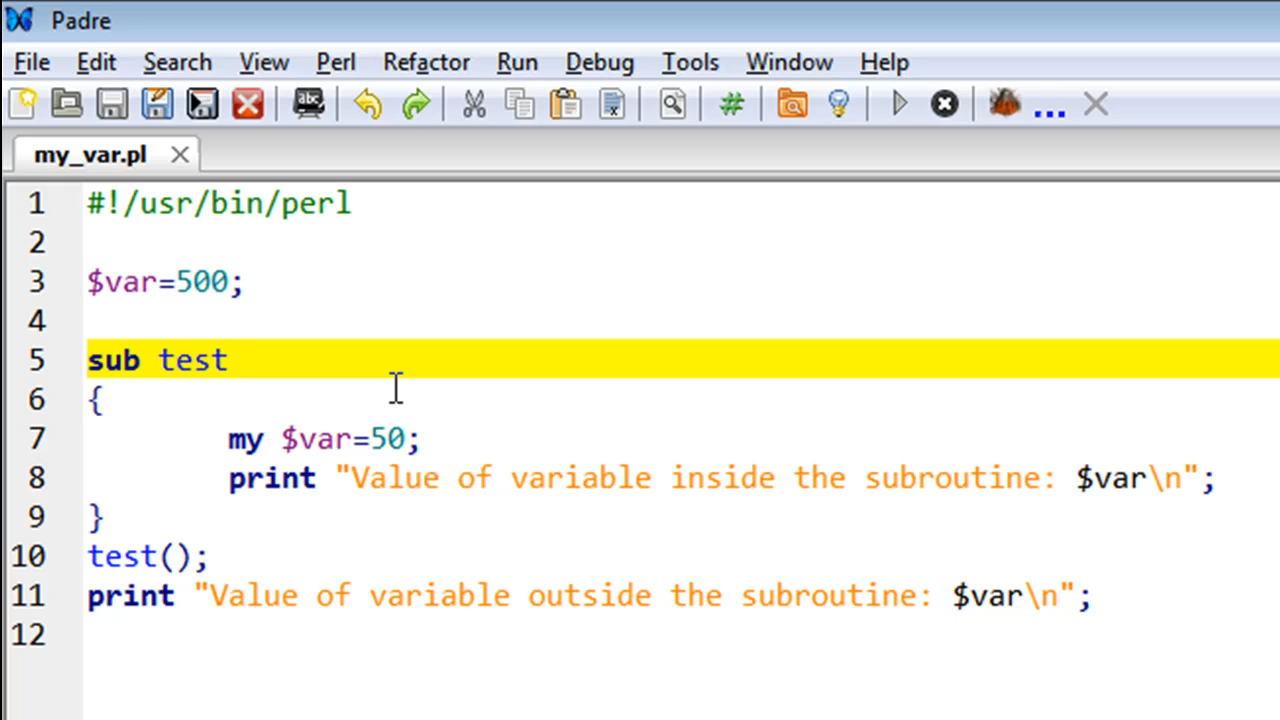 Padre
File Edit Search View Perl Refactor Run Debug Tools Window Help
abc # ...
my_var.pl
1 #!/usr/bin/perl
2
3 $var=500;
4
5 sub test
6 {
7 my $var=50;
8 print "Value of variable inside the subroutine: $var\n";
9 }
10 test();
11 print "Value of variable outside the subroutine: $var\n";
12